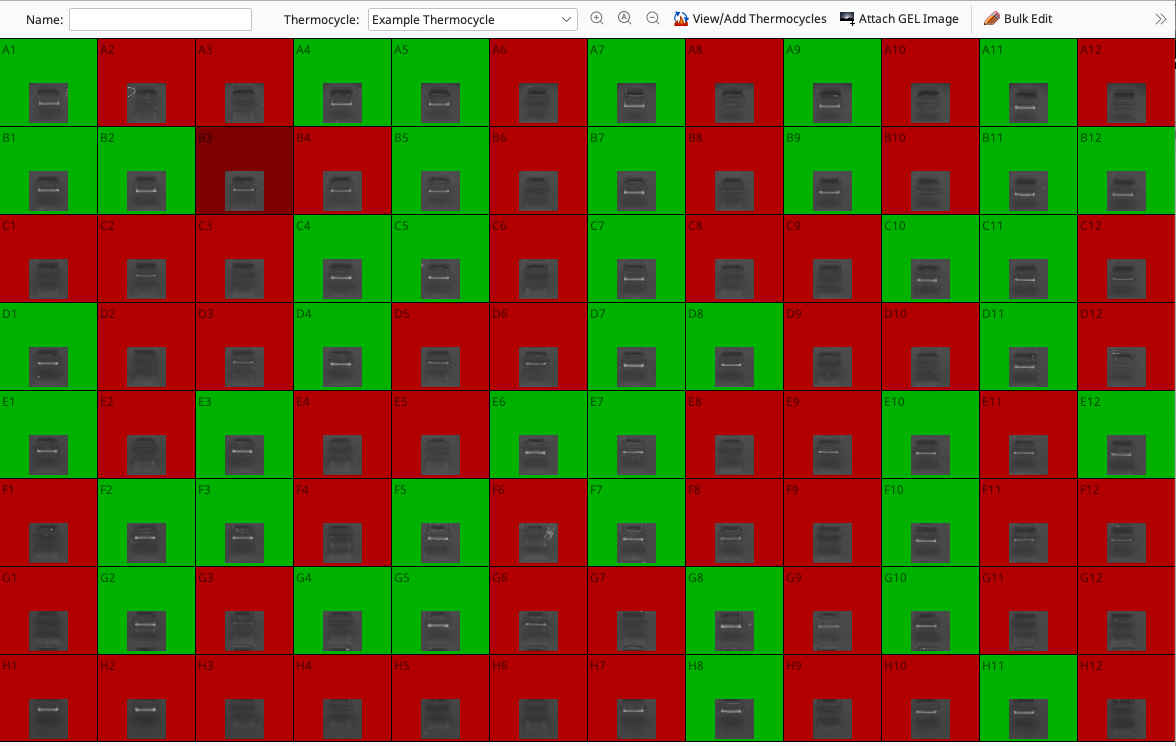 Name: Thermocycle: Example Thermocycle View/Add Thermocycles Attach GEL Image Bulk Edit
A1 A2 A3 A4 A5 A6 A7 A8 A9 A10 A11 A12
B1 B2 B3 B4 B5 B6 B7 B8 B9 B10 B11 B12
C1 C2 C3 C4 C5 C6 C7 C8 C9 C10 C11 C12
D1 D2 D3 D4 D5 D6 D7 D8 D9 D10 D11 D12
E1 E2 E3 E4 E5 E6 E7 E8 E9 E10 E11 E12
F1 F2 F3 F4 F5 F6 F7 F8 F9 F10 F11 F12
G1 G2 G3 G4 G5 G6 G7 G8 G9 G10 G11 G12
H1 H2 H3 H4 H5 H6 H7 H8 H9 H10 H11 H12